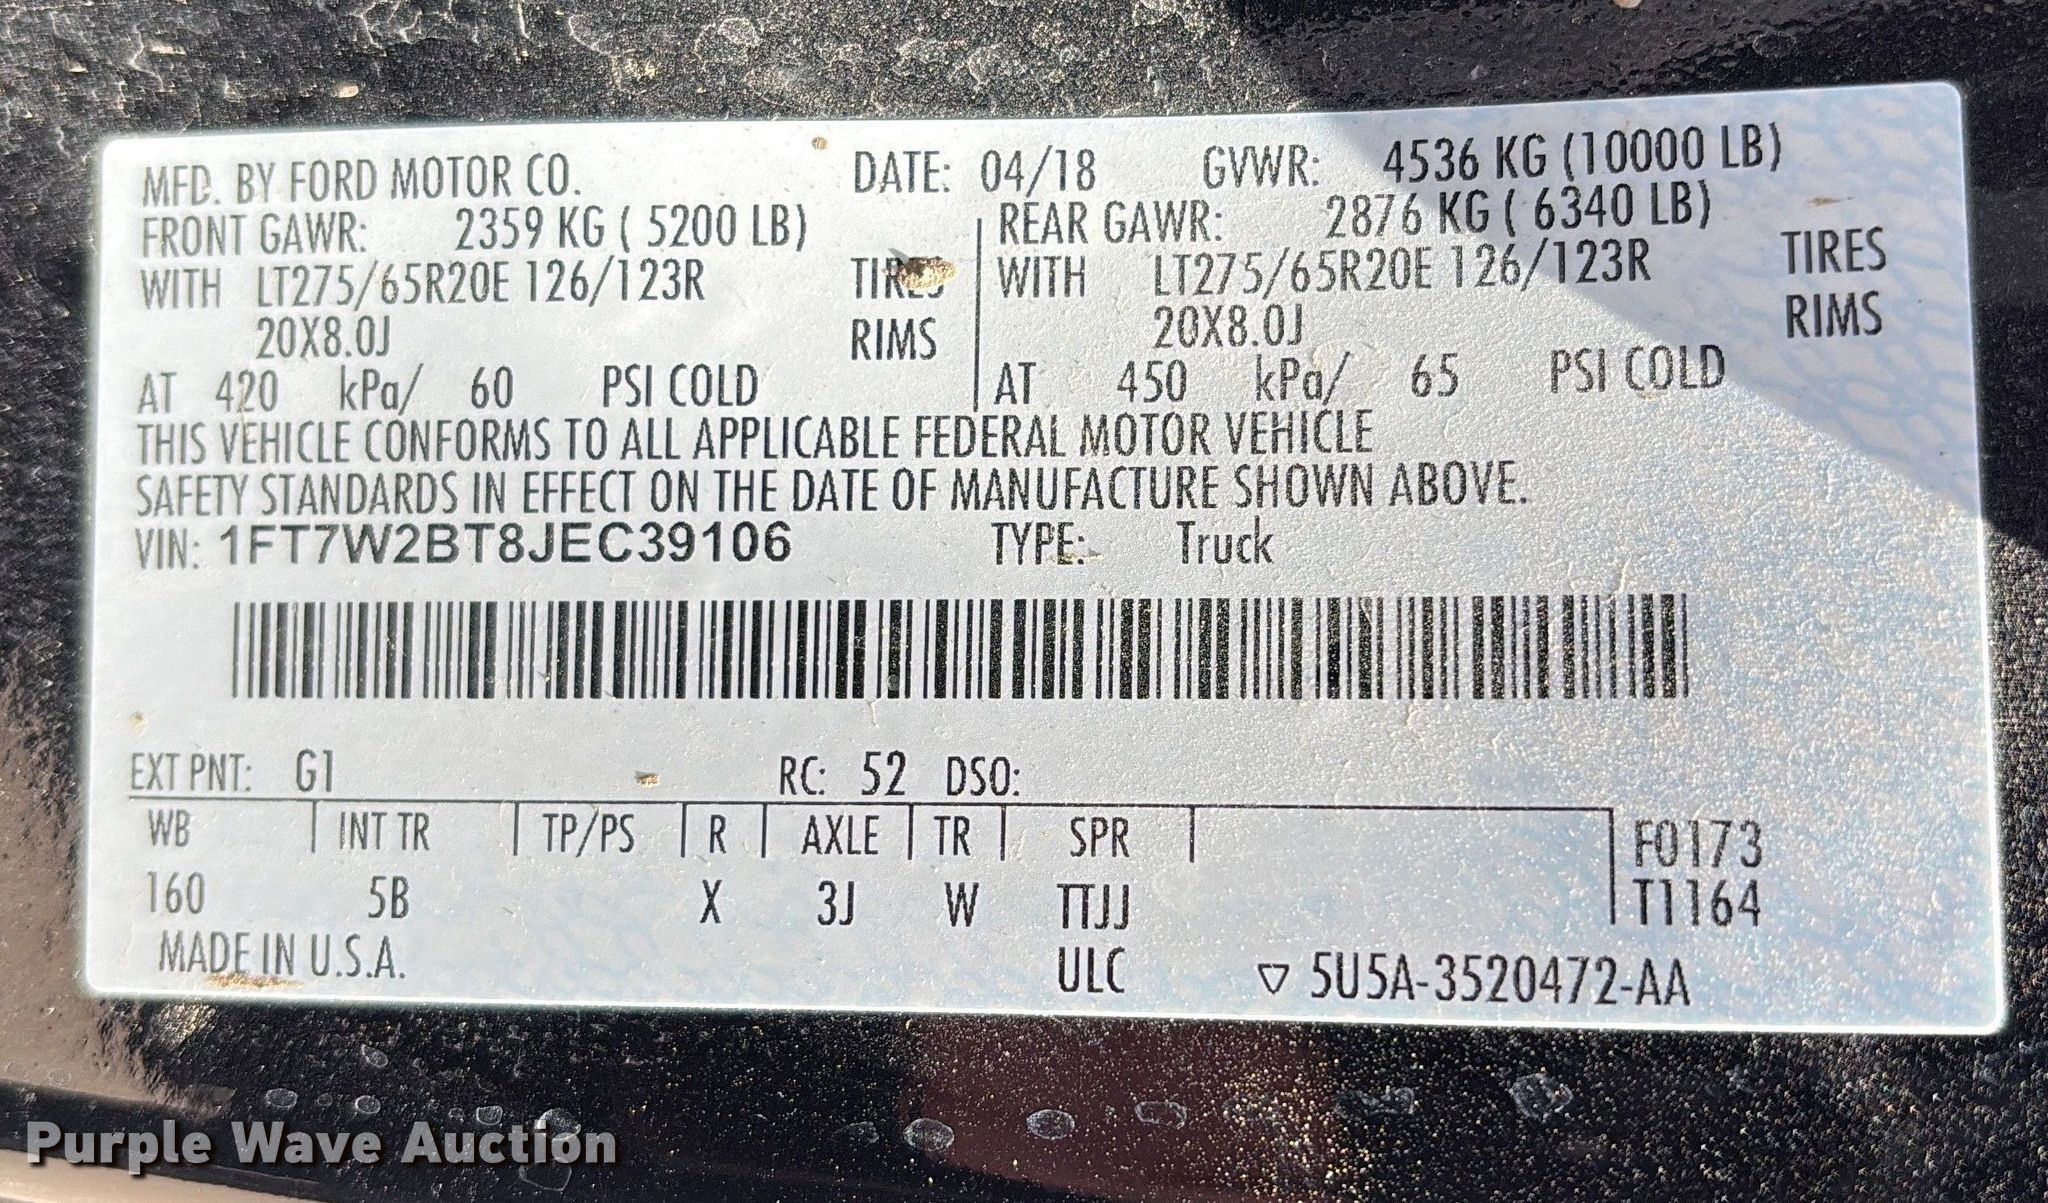 MFD. BY FORD MOTOR CO. DATE: 04/18 GVWR: 4536 KG (10000 LB)
FRONT GAWR: 2359 KG ( 5200 LB) REAR GAWR: 2876 KG ( 6340 LB)
WITH LT275/65R20E 126/123R TIRES WITH LT275/65R20E 126/123R TIRES
20X8.0J RIMS 20X8.0J RIMS
AT 420 kPa/ 60 PSI COLD AT 450 kPa/ 65 PSI COLD
THIS VEHICLE CONFORMS TO ALL APPLICABLE FEDERAL MOTOR VEHICLE
SAFETY STANDARDS IN EFFECT ON THE DATE OF MANUFACTURE SHOWN ABOVE.
VIN: 1FT7W2BT8JEC39106 TYPE: Truck
EXT PNT: G1 RC: 52 DSO:
WB INT TR TP/PS R AXLE TR SPR F0173
160 5B X 3J W TTJJ T1164
MADE IN U.S.A. ULC ▽ 5U5A-3520472-AA
Purple Wave Auction